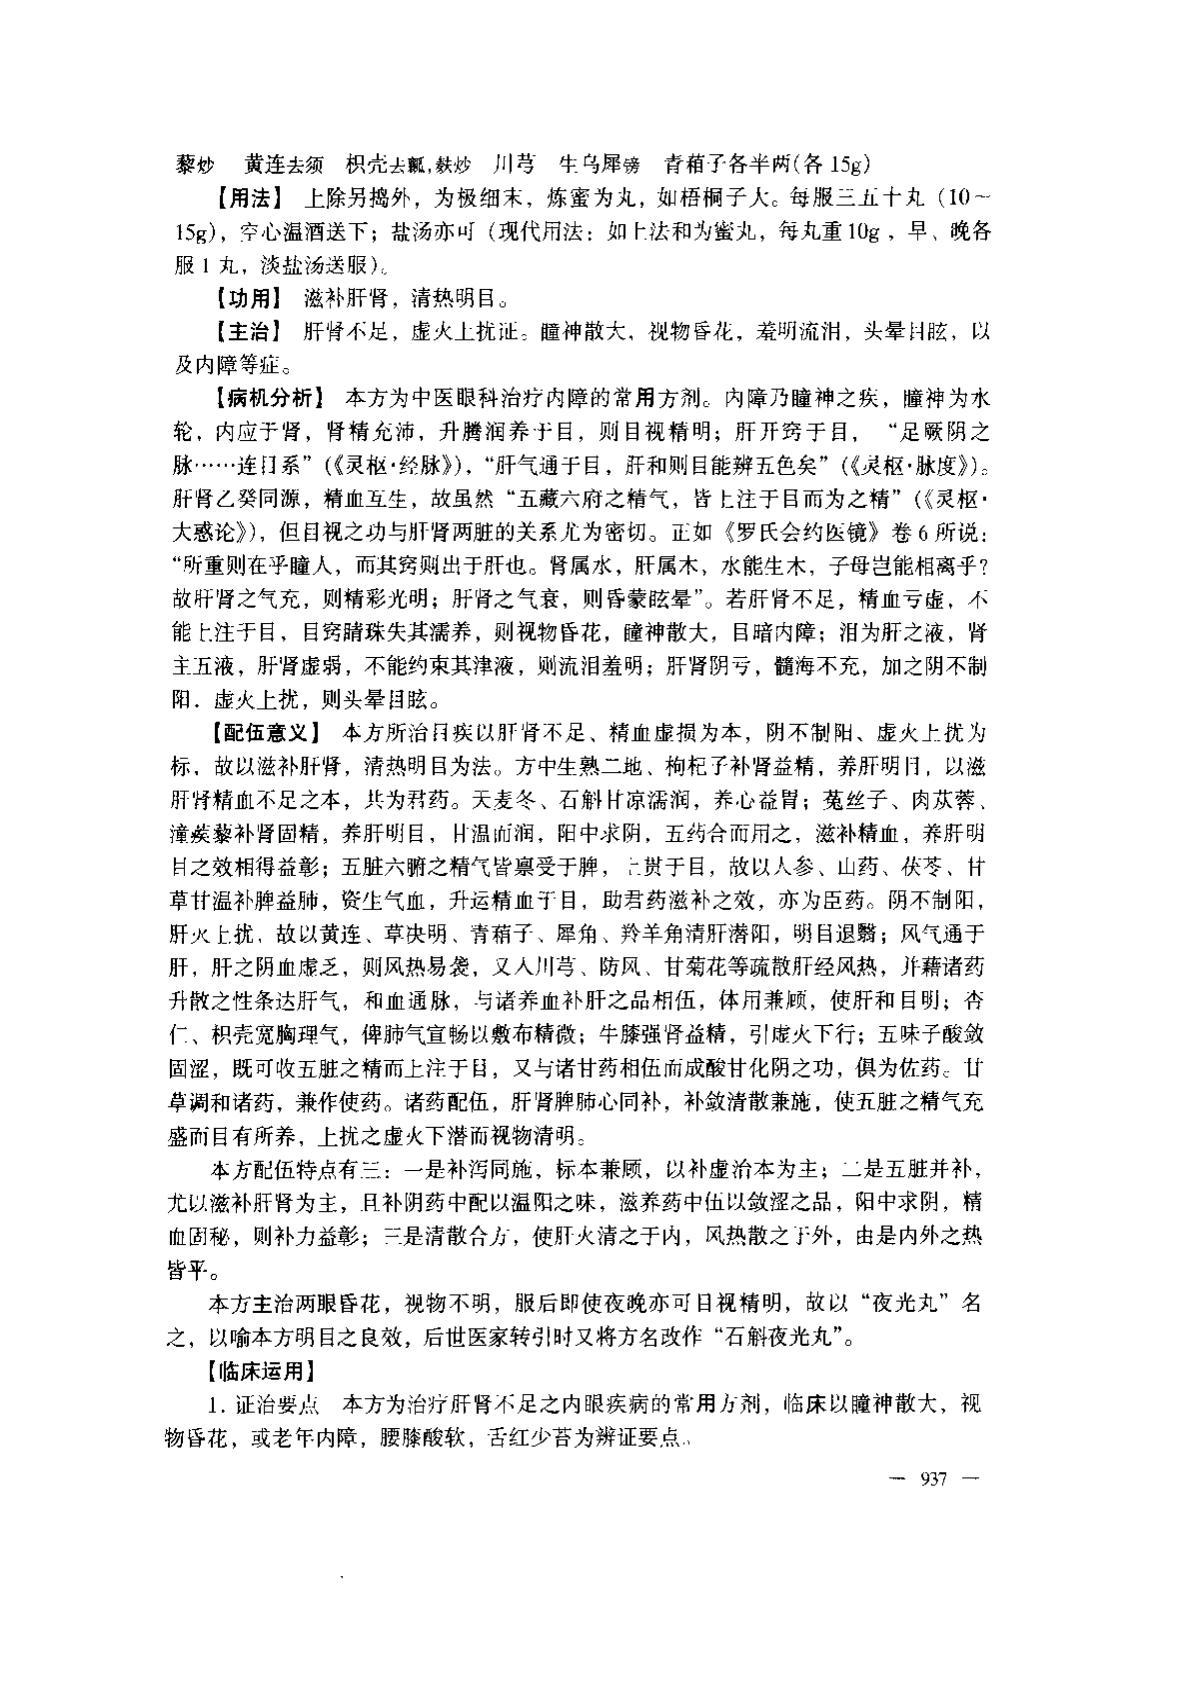 藜炒　黄连去须　枳壳去瓤,麸炒　川芎　生乌犀镑　青葙子各半两(各 15g)
【用法】　上除另捣外，为极细末，炼蜜为丸，如梧桐子大。每服三五十丸（10～
15g），空心温酒送下；盐汤亦可（现代用法：如上法和为蜜丸，每丸重10g，早、晚各
服 1 丸，淡盐汤送服）。
【功用】　滋补肝肾，清热明目。
【主治】　肝肾不足，虚火上扰证。瞳神散大，视物昏花，羞明流泪，头晕目眩，以
及内障等症。
【病机分析】　本方为中医眼科治疗内障的常用方剂。内障乃瞳神之疾，瞳神为水
轮，内应于肾，肾精充沛，升腾润养于目，则目视精明；肝开窍于目，“足厥阴之
脉……连目系”（《灵枢·经脉》），“肝气通于目，肝和则目能辨五色矣”（《灵枢·脉度》）。
肝肾乙癸同源，精血互生，故虽然“五藏六府之精气，皆上注于目而为之精”（《灵枢·
大惑论》），但目视之功与肝肾两脏的关系尤为密切。正如《罗氏会约医镜》卷 6 所说：
“所重则在乎瞳人，而其窍则出于肝也。肾属水，肝属木，水能生木，子母岂能相离乎？
故肝肾之气充，则精彩光明；肝肾之气衰，则昏蒙眩晕”。若肝肾不足，精血亏虚，不
能上注于目，目窍睛珠失其濡养，则视物昏花，瞳神散大，目暗内障；泪为肝之液，肾
主五液，肝肾虚弱，不能约束其津液，则流泪羞明；肝肾阴亏，髓海不充，加之阴不制
阳．虚火上扰，则头晕目眩。
【配伍意义】　本方所治目疾以肝肾不足、精血虚损为本，阴不制阳、虚火上扰为
标，故以滋补肝肾，清热明目为法。方中生熟二地、枸杞子补肾益精，养肝明目，以滋
肝肾精血不足之本，共为君药。天麦冬、石斛甘凉濡润，养心益胃；菟丝子、肉苁蓉、
潼蒺藜补肾固精，养肝明目，甘温而润，阳中求阴，五药合而用之，滋补精血，养肝明
目之效相得益彰；五脏六腑之精气皆禀受于脾，上贯于目，故以人参、山药、茯苓、甘
草甘温补脾益肺，资生气血，升运精血于目，助君药滋补之效，亦为臣药。阴不制阳，
肝火上扰，故以黄连、草决明、青葙子、犀角、羚羊角清肝潜阳，明目退翳；风气通于
肝，肝之阴血虚乏，则风热易袭，又入川芎、防风、甘菊花等疏散肝经风热，并藉诸药
升散之性条达肝气，和血通脉，与诸养血补肝之品相伍，体用兼顾，使肝和目明；杏
仁、枳壳宽胸理气，俾肺气宣畅以敷布精微；牛膝强肾益精，引虚火下行；五味子酸敛
固涩，既可收五脏之精而上注于目，又与诸甘药相伍而成酸甘化阴之功，俱为佐药。甘
草调和诸药，兼作使药。诸药配伍，肝肾脾肺心同补，补敛清散兼施，使五脏之精气充
盛而目有所养，上扰之虚火下潜而视物清明。
本方配伍特点有三：一是补泻同施，标本兼顾，以补虚治本为主；二是五脏并补，
尤以滋补肝肾为主，且补阴药中配以温阳之味，滋养药中伍以敛涩之品，阳中求阴，精
血固秘，则补力益彰；三是清散合方，使肝火清之于内，风热散之于外，由是内外之热
皆平。
本方主治两眼昏花，视物不明，服后即使夜晚亦可目视精明，故以“夜光丸”名
之，以喻本方明目之良效，后世医家转引时又将方名改作“石斛夜光丸”。
【临床运用】
1. 证治要点　本方为治疗肝肾不足之内眼疾病的常用方剂，临床以瞳神散大，视
物昏花，或老年内障，腰膝酸软，舌红少苔为辨证要点。
— 937 —